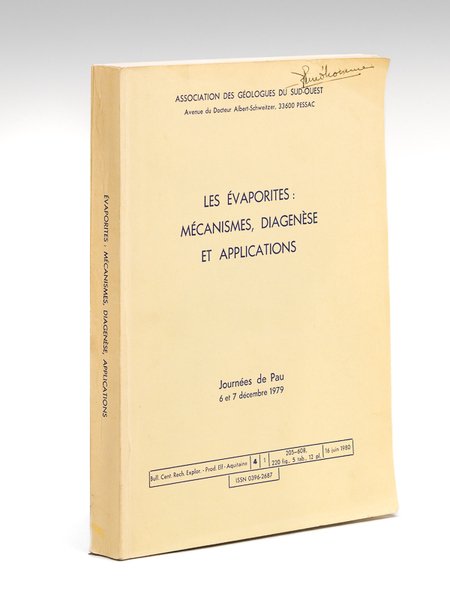 ASSOCIATION DES GÉOLOGUES DU SUD-OUEST
Avenue du Docteur Albert-Schweitzer, 33600 PESSAC
LES ÉVAPORITES :
MÉCANISMES, DIAGENÈSE
ET APPLICATIONS
Journées de Pau
6 et 7 décembre 1979
Bull. Cent. Rech. Explor. - Prod. Elf - Aquitaine
4
1
205-608,
220 fig., 5 tab., 12 pl.
16 juin 1980
ISSN 0396-2687
ÉVAPORITES : MÉCANISMES, DIAGENÈSE, APPLICATIONS